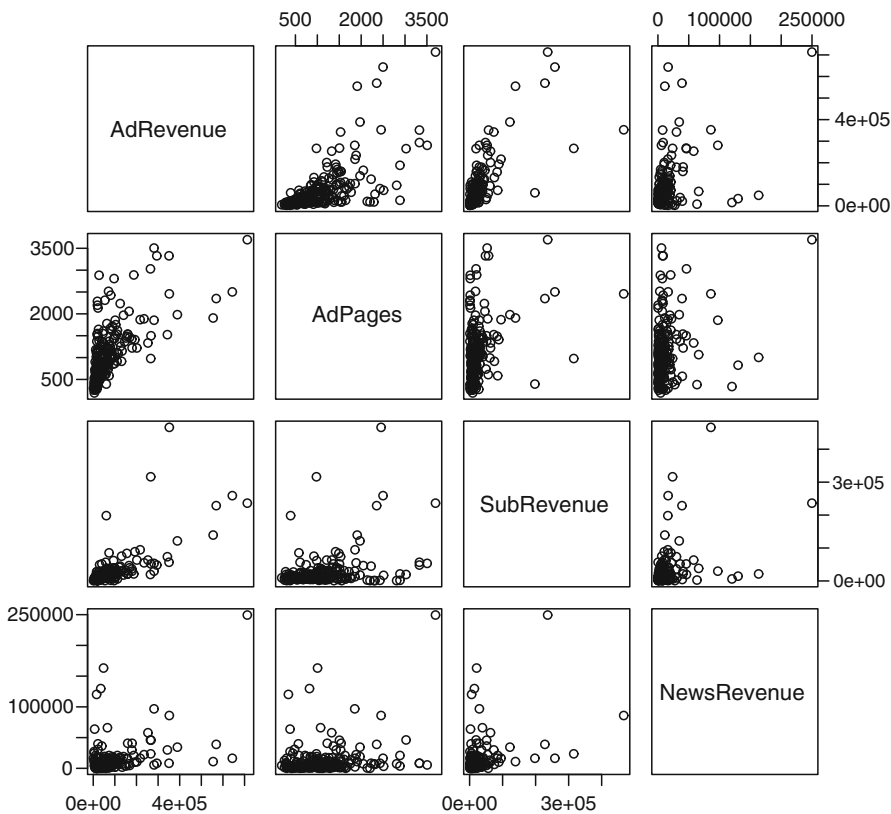 500 2000 3500
0 100000 250000
AdRevenue
4e+05
0e+00
3500
2000
500
AdPages
SubRevenue
3e+05
0e+00
250000
100000
0
NewsRevenue
0e+00 4e+05
0e+00 3e+05